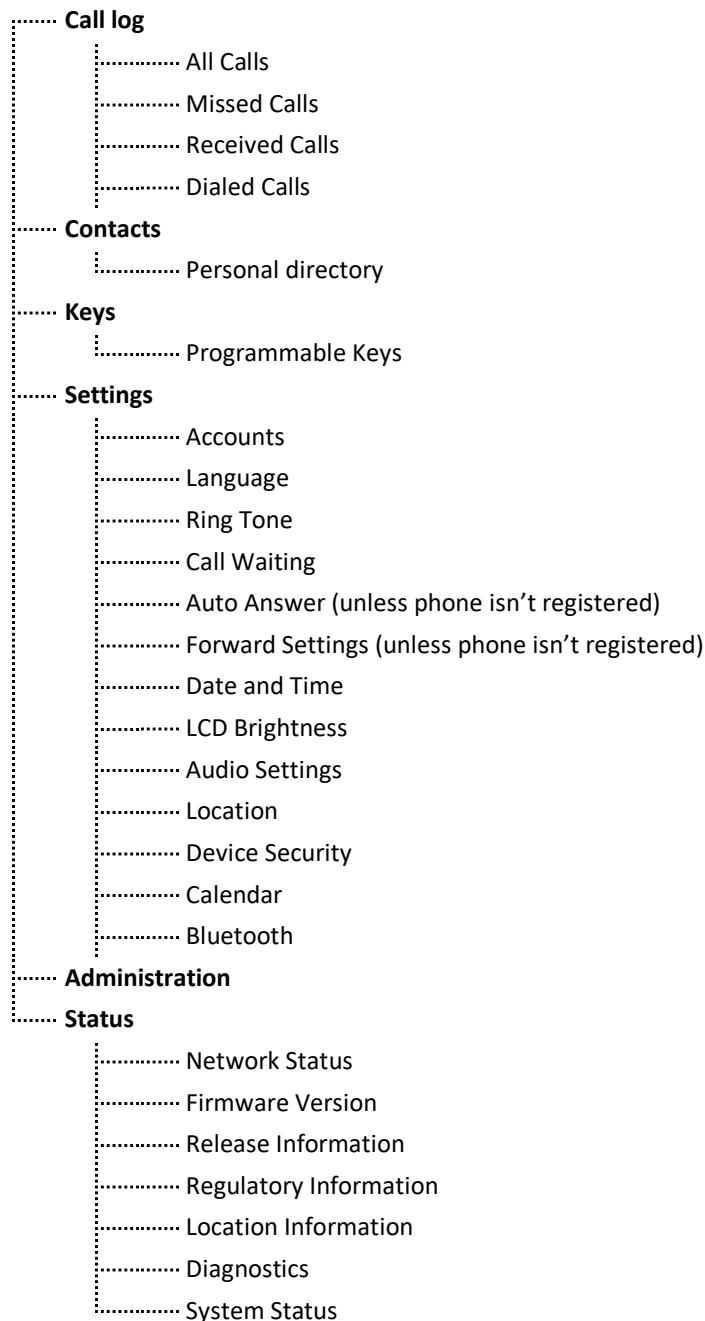 Call log
All Calls
Missed Calls
Received Calls
Dialed Calls
Contacts
Personal directory
Keys
Programmable Keys
Settings
Accounts
Language
Ring Tone
Call Waiting
Auto Answer (unless phone isn’t registered)
Forward Settings (unless phone isn’t registered)
Date and Time
LCD Brightness
Audio Settings
Location
Device Security
Calendar
Bluetooth
Administration
Status
Network Status
Firmware Version
Release Information
Regulatory Information
Location Information
Diagnostics
System Status